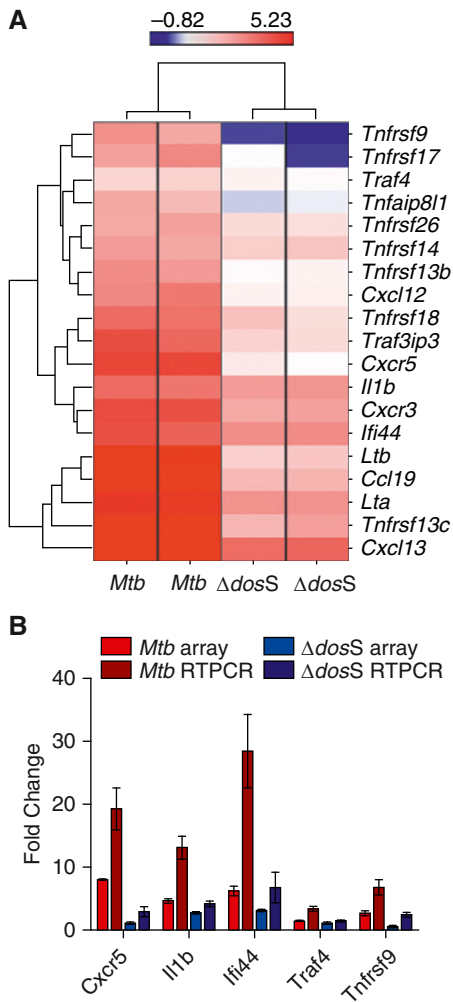 A
−0.82 5.23
Tnfrsf9
Tnfrsf17
Traf4
Tnfaip8l1
Tnfrsf26
Tnfrsf14
Tnfrsf13b
Cxcl12
Tnfrsf18
Traf3ip3
Cxcr5
Il1b
Cxcr3
Ifi44
Ltb
Ccl19
Lta
Tnfrsf13c
Cxcl13
Mtb Mtb ΔdosS ΔdosS
B
Mtb array ΔdosS array
Mtb RTPCR ΔdosS RTPCR
Fold Change
40
30
20
10
0
Cxcr5 Il1b Ifi44 Traf4 Tnfrsf9